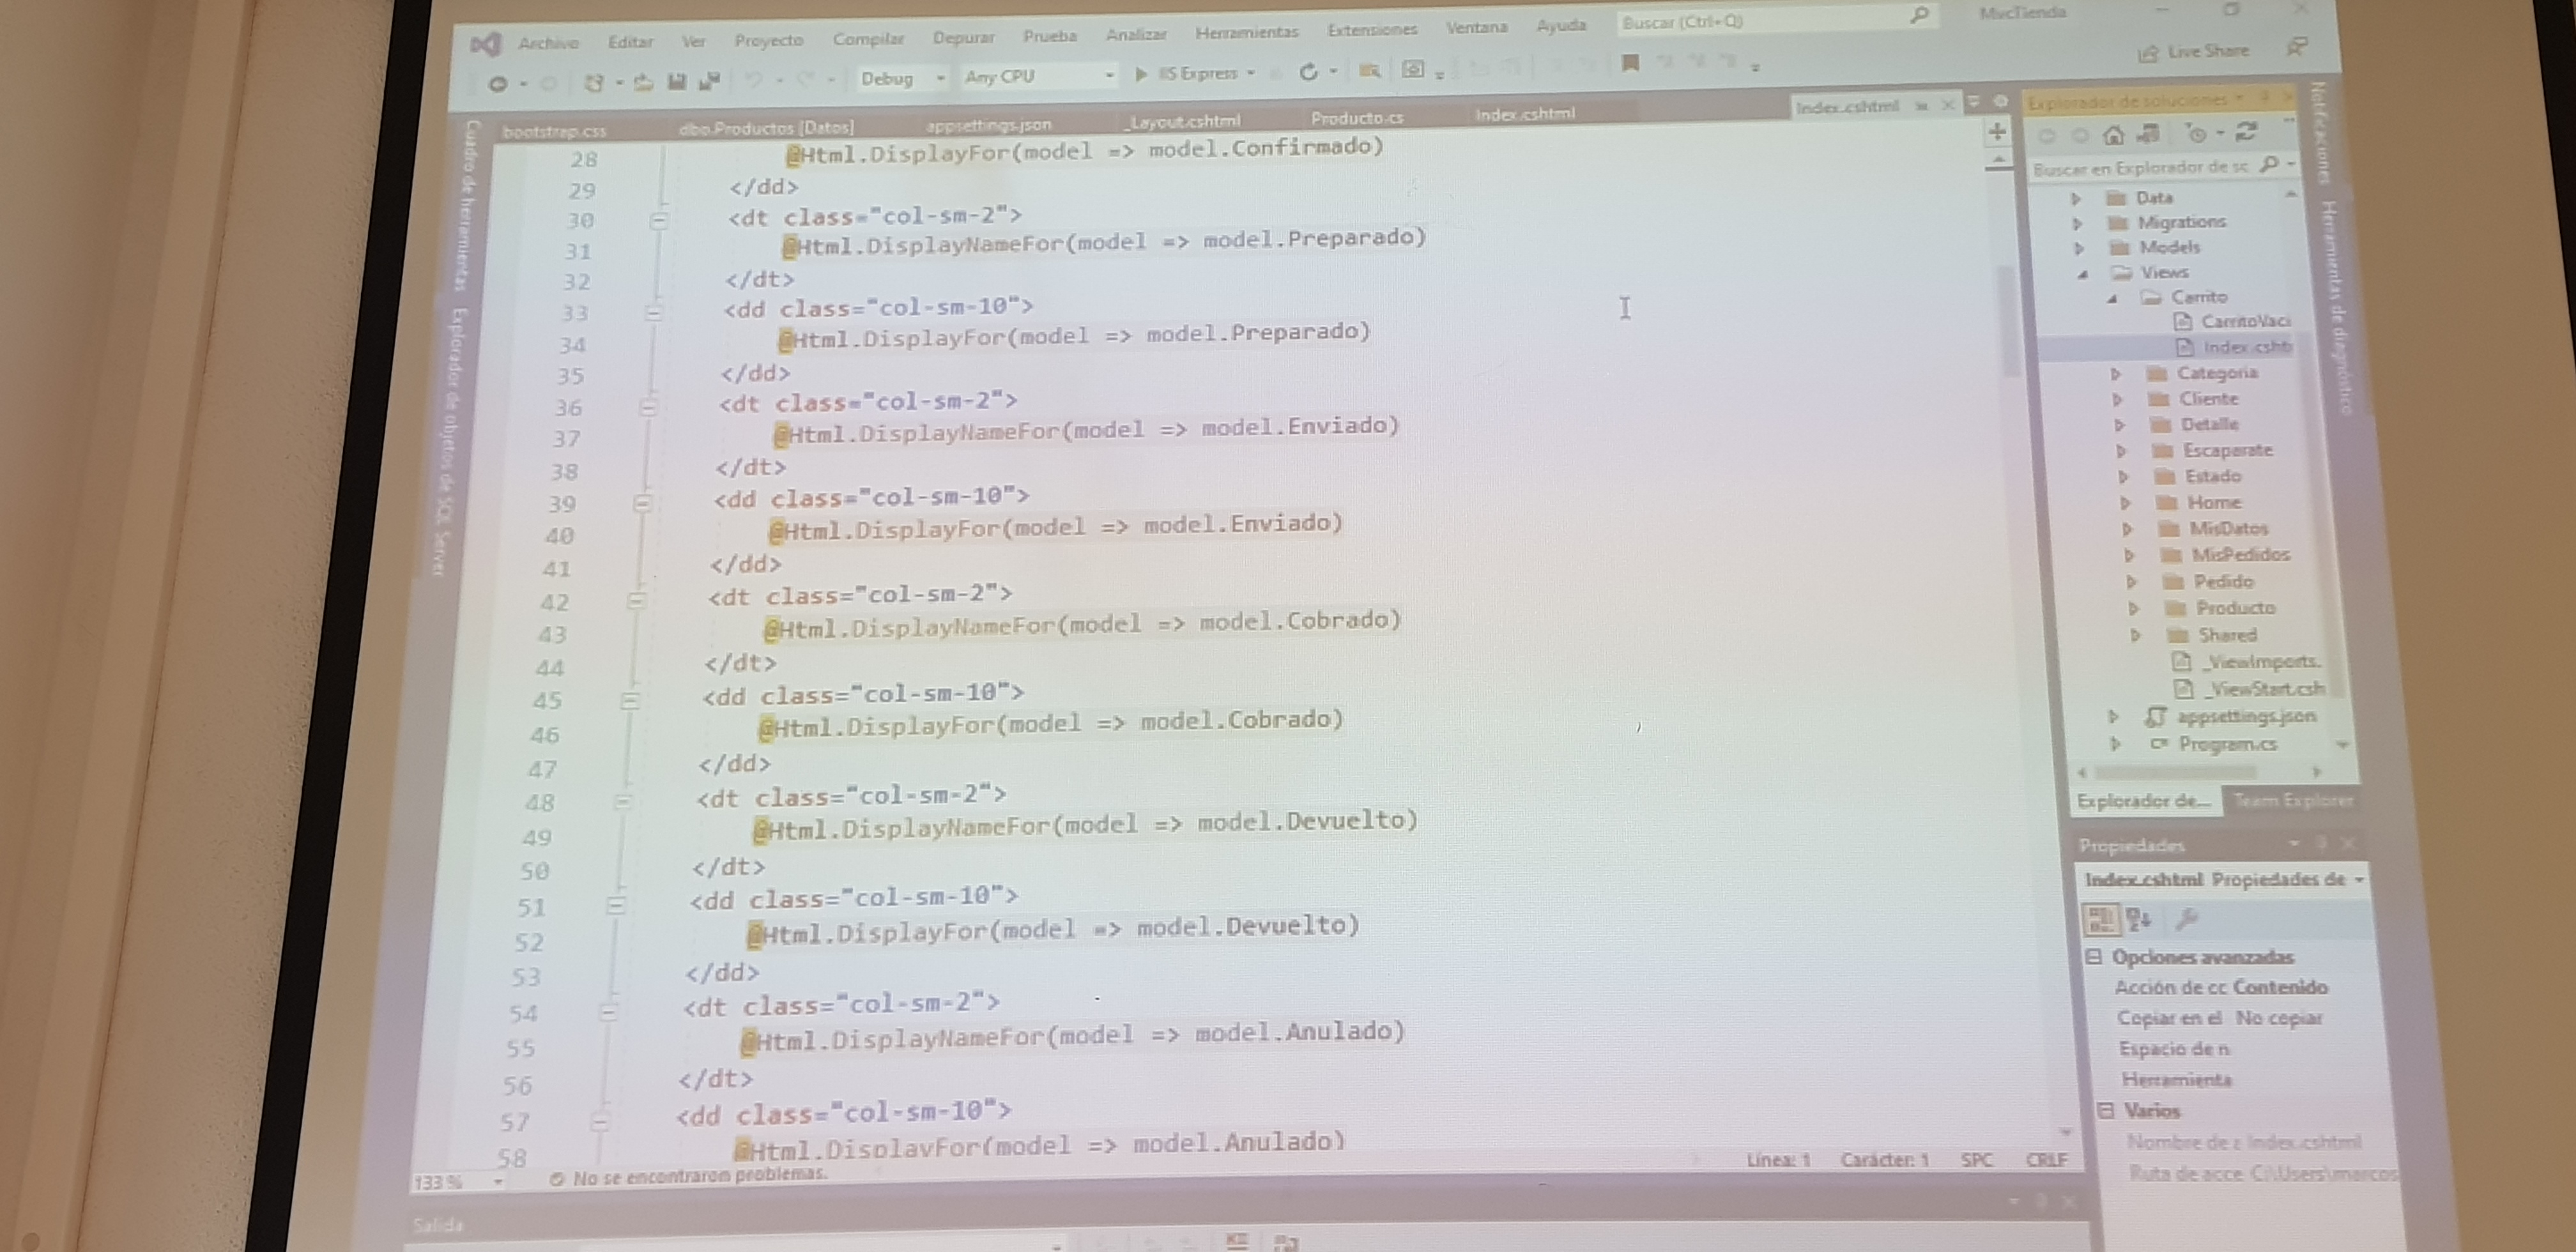 Archivo Editar Ver Proyecto Compilar Depurar Prueba Analizar Herramientas Extensiones Ventana Ayuda Buscar (Ctrl+Q) MvcTienda
Live Share
Debug Any CPU IIS Express
bootstrap.css dbo.Productos [Datos] appsettings.json _Layout.cshtml Producto.cs Index.cshtml Index.cshtml
28 @Html.DisplayFor(model => model.Confirmado)
29 </dd>
30 <dt class="col-sm-2">
31 @Html.DisplayNameFor(model => model.Preparado)
32 </dt>
33 <dd class="col-sm-10">
34 @Html.DisplayFor(model => model.Preparado)
35 </dd>
36 <dt class="col-sm-2">
37 @Html.DisplayNameFor(model => model.Enviado)
38 </dt>
39 <dd class="col-sm-10">
40 @Html.DisplayFor(model => model.Enviado)
41 </dd>
42 <dt class="col-sm-2">
43 @Html.DisplayNameFor(model => model.Cobrado)
44 </dt>
45 <dd class="col-sm-10">
46 @Html.DisplayFor(model => model.Cobrado)
47 </dd>
48 <dt class="col-sm-2">
49 @Html.DisplayNameFor(model => model.Devuelto)
50 </dt>
51 <dd class="col-sm-10">
52 @Html.DisplayFor(model => model.Devuelto)
53 </dd>
54 <dt class="col-sm-2">
55 @Html.DisplayNameFor(model => model.Anulado)
56 </dt>
57 <dd class="col-sm-10">
58 @Html.DisplayFor(model => model.Anulado)
133 % No se encontraron problemas. Línea: 1 Carácter: 1 SPC CRLF
Salida
Cuadro de herramientas
Explorador de objetos de SQL Server
Explorador de soluciones
Buscar en Explorador de sc
Data
Migrations
Models
Views
Carrito
CarritoVaci
Index.cshtl
Categoria
Cliente
Detalle
Escaparate
Estado
Home
MisDatos
MisPedidos
Pedido
Producto
Shared
_ViewImports.
_ViewStart.csh
appsettings.json
Program.cs
Explorador de... Team Explorer
Propiedades
Index.cshtml Propiedades de
Opciones avanzadas
Acción de cc Contenido
Copiar en el No copiar
Espacio de n
Herramienta
Varios
Nombre de a Index.cshtml
Ruta de acce C:\Users\marcos
Notificaciones
Herramientas de diagnóstico